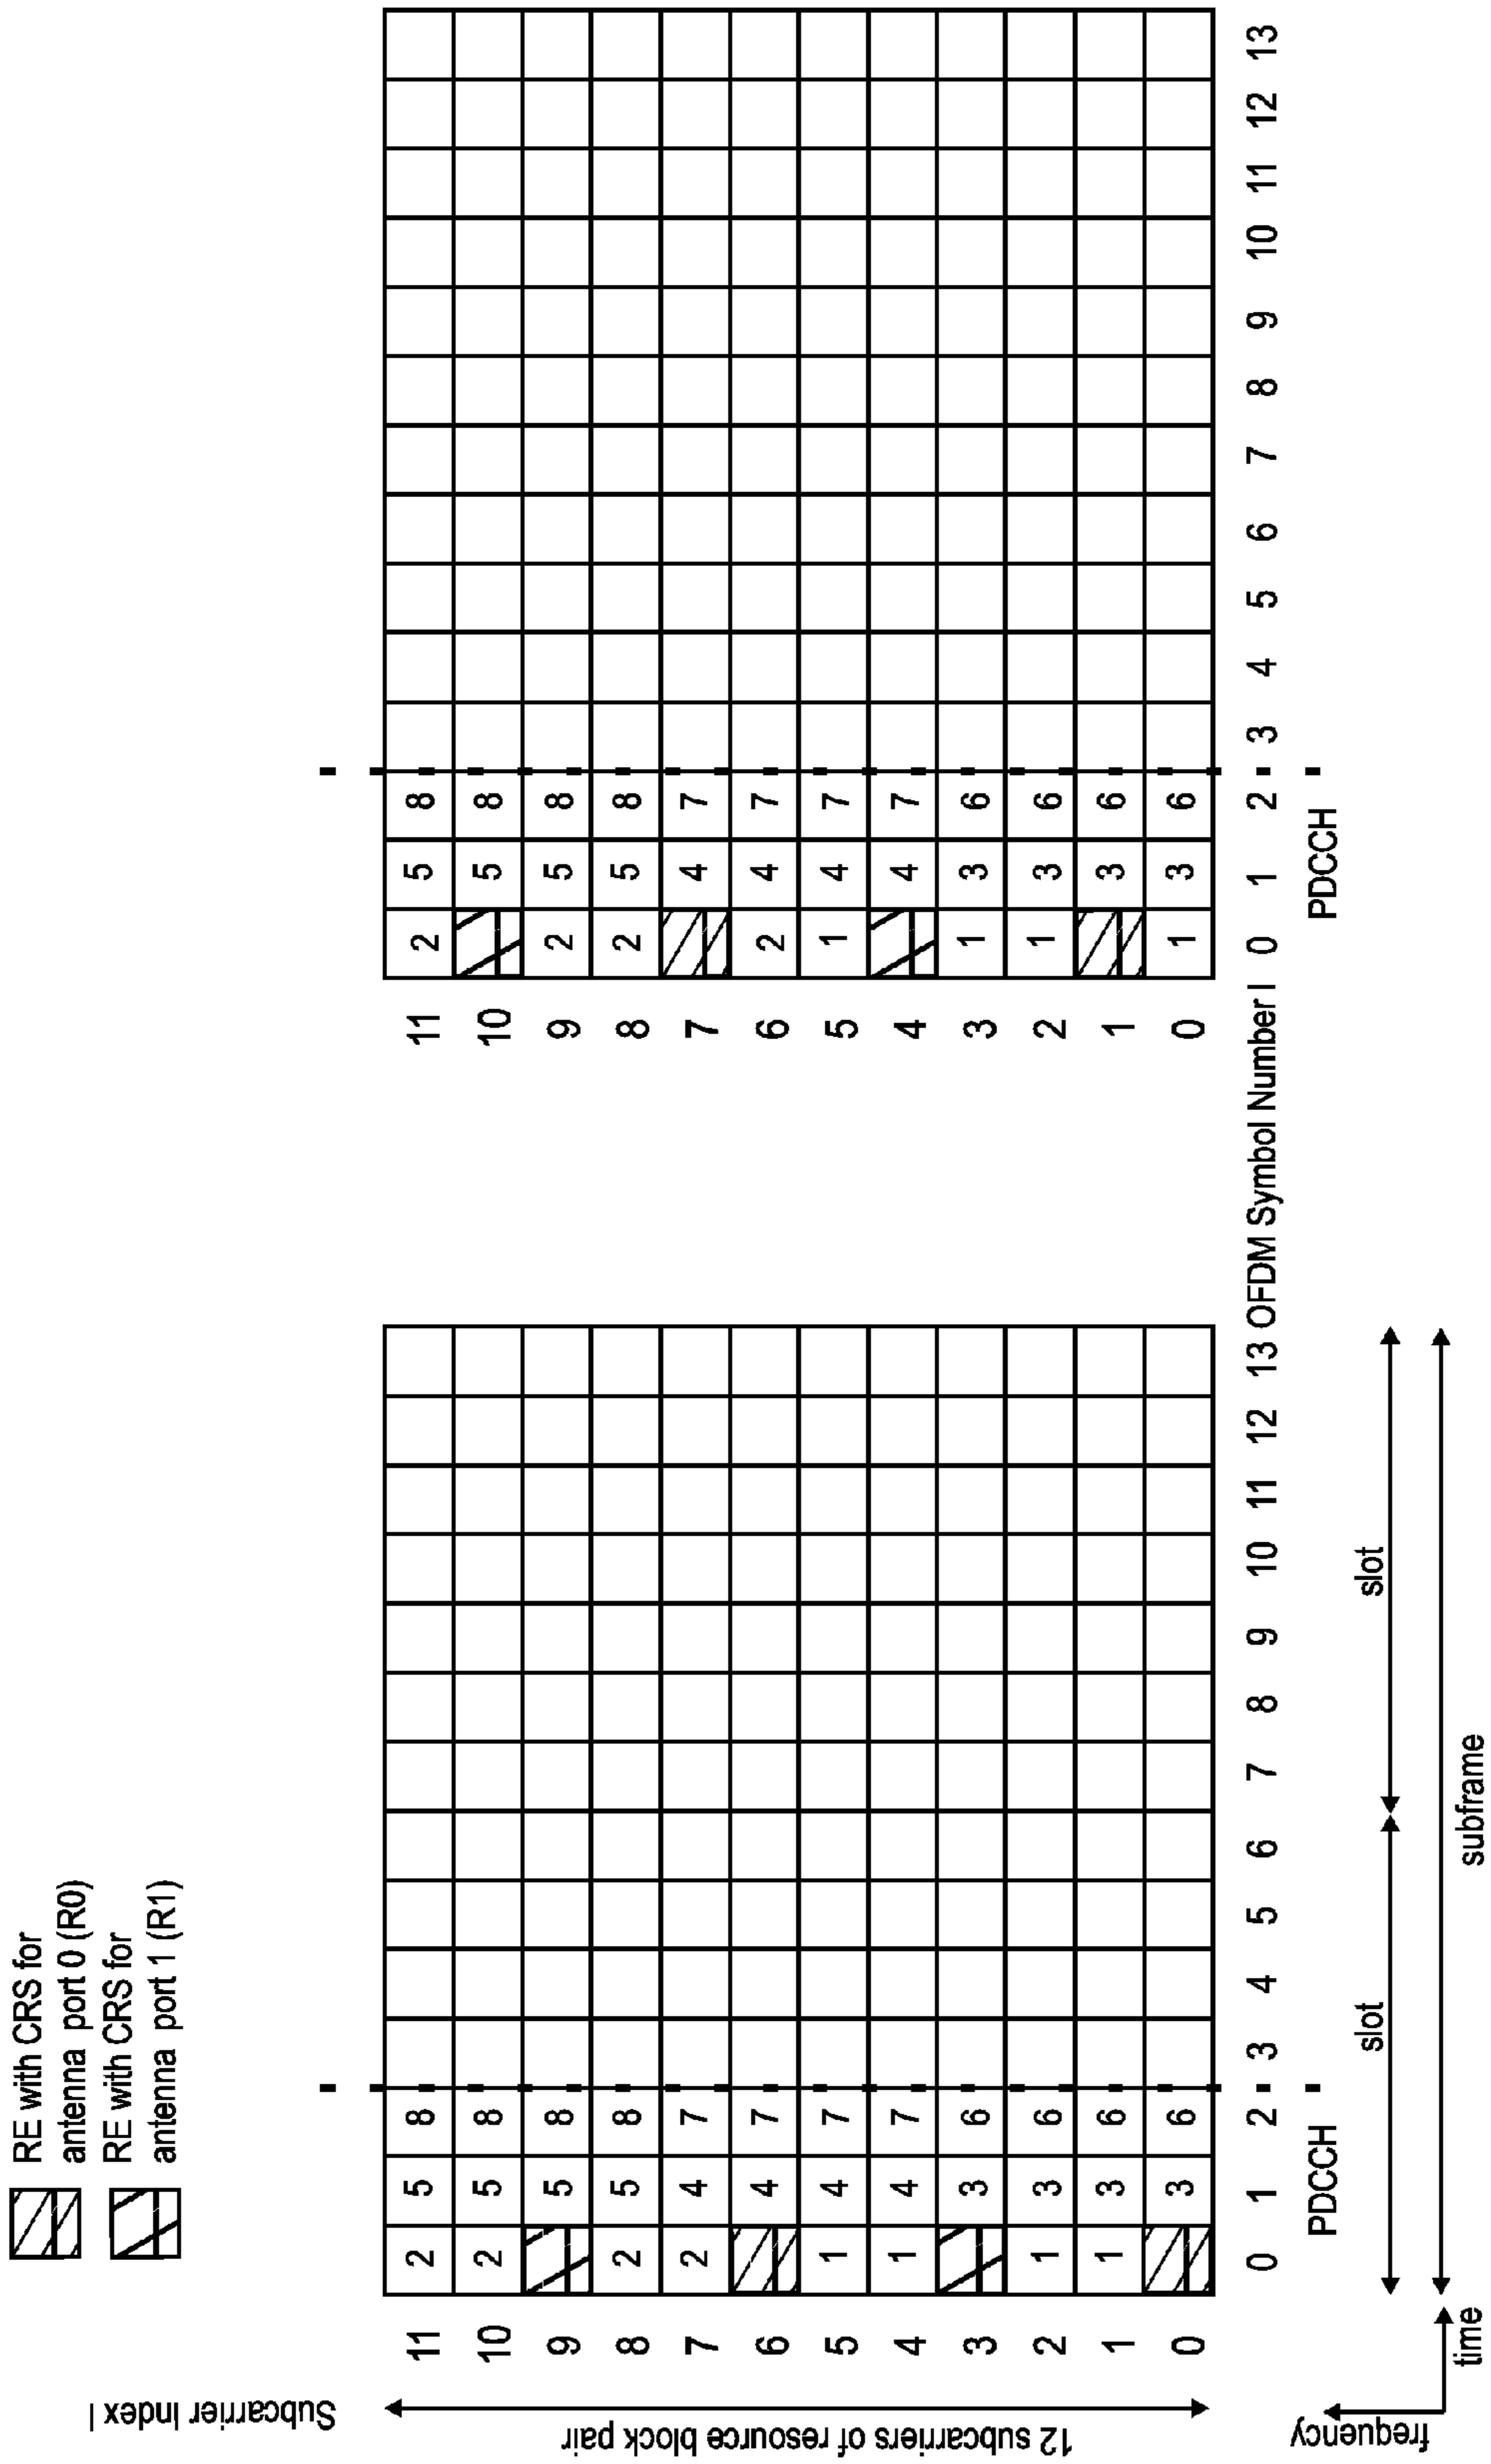 RE with CRS for
antenna port 0 (R0)
RE with CRS for
antenna port 1 (R1)
Subcarrier index l
12 subcarriers of resource block pair
11 2 5 8
10 2 5 8
9 5 8
8 2 5 8
7 2 4 7
6 4 7
5 1 4 7
4 1 4 7
3 3 6
2 1 3 6
1 1 3 6
0 3 6
11 2 5 8
10 5 8
9 2 5 8
8 2 5 8
7 4 7
6 2 4 7
5 1 4 7
4 4 7
3 1 3 6
2 1 3 6
1 3 6
0 1 3 6
0 1 2 3 4 5 6 7 8 9 10 11 12 13 OFDM Symbol Number l 0 1 2 3 4 5 6 7 8 9 10 11 12 13
PDCCH
PDCCH
slot
slot
subframe
frequency
time